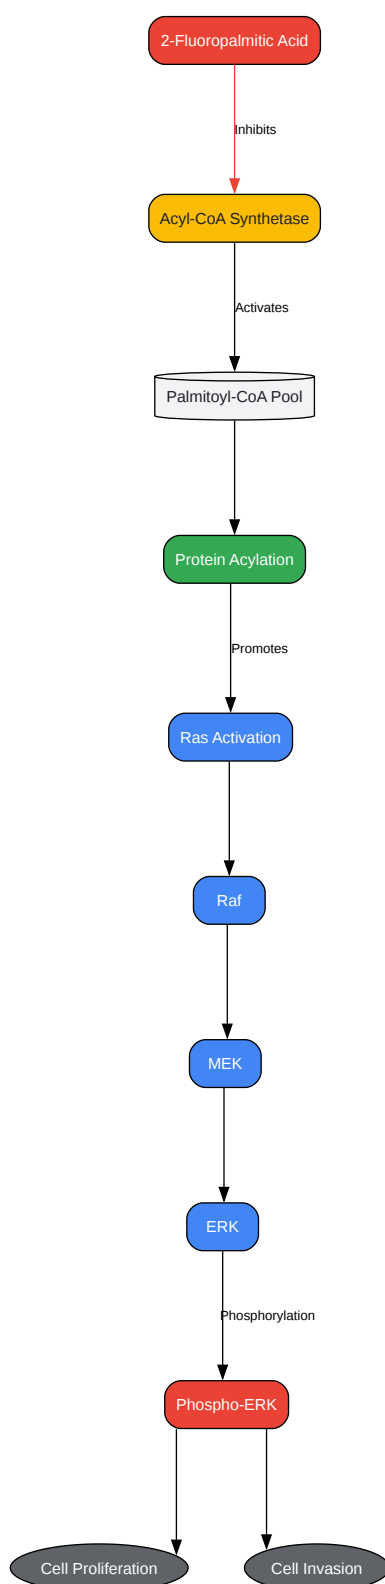 2-Fluoropalmitic Acid
Inhibits
Acyl-CoA Synthetase
Activates
Palmitoyl-CoA Pool
Protein Acylation
Promotes
Ras Activation
Raf
MEK
ERK
Phosphorylation
Phospho-ERK
Cell Proliferation
Cell Invasion